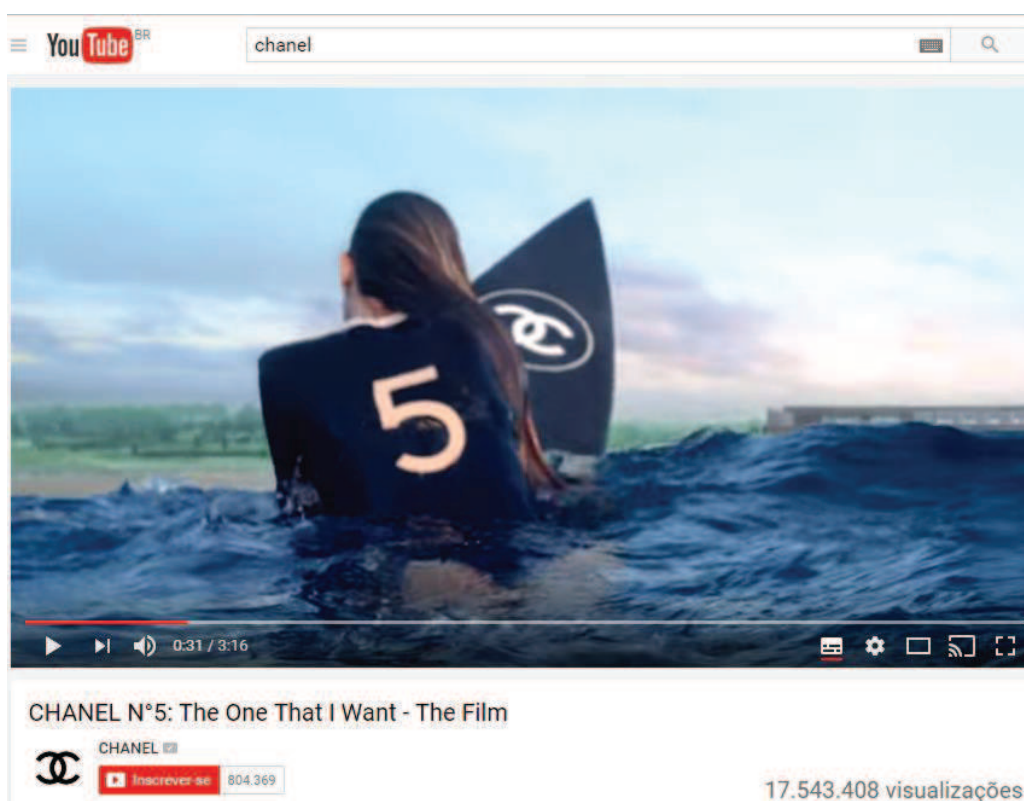 YouTube BR
chanel
5
0:31 / 3:16
CHANEL N°5: The One That I Want - The Film
CHANEL
Inscrever-se 804.369
17.543.408 visualizações